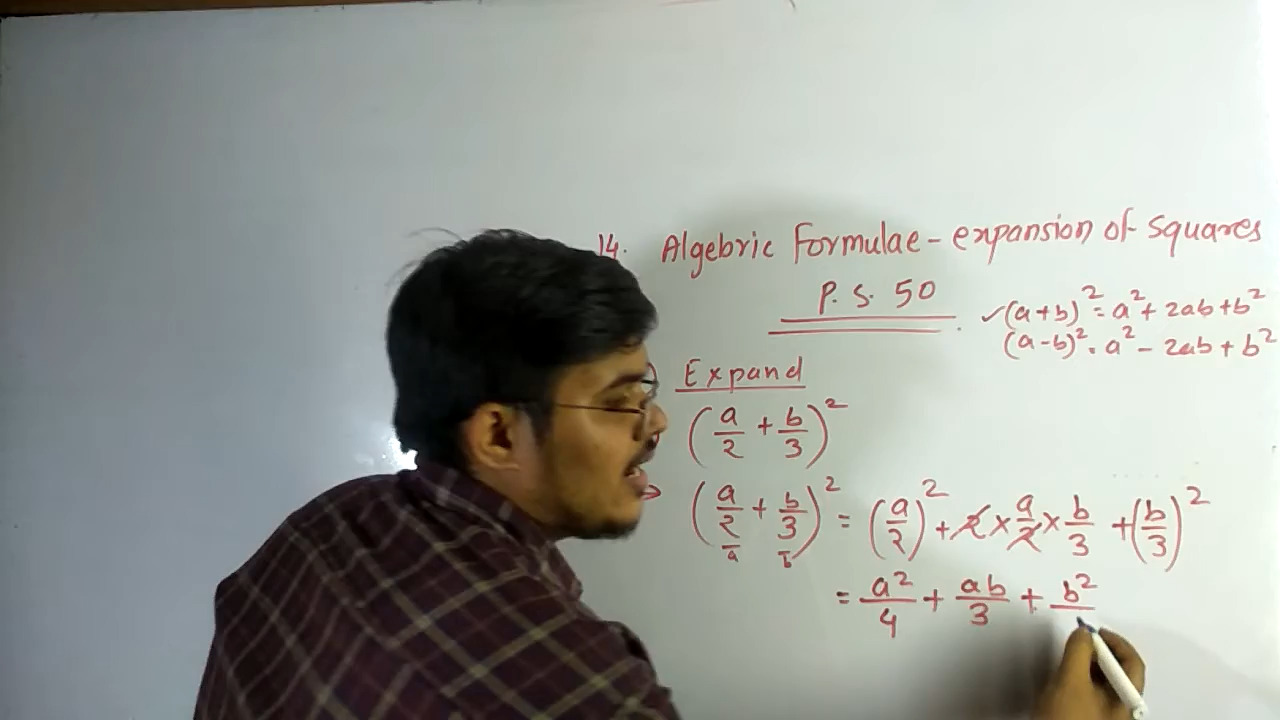 14. Algebric Formulae - expansion of squares
P. S. 50
✓(a+b)² = a² + 2ab + b²
(a-b)² = a² - 2ab + b²
Expand
(a/2 + b/3)²
(a/2 + b/3)² = (a/2)² + 2 × a/2 × b/3 + (b/3)²
a b
= a²/4 + ab/3 + b²/